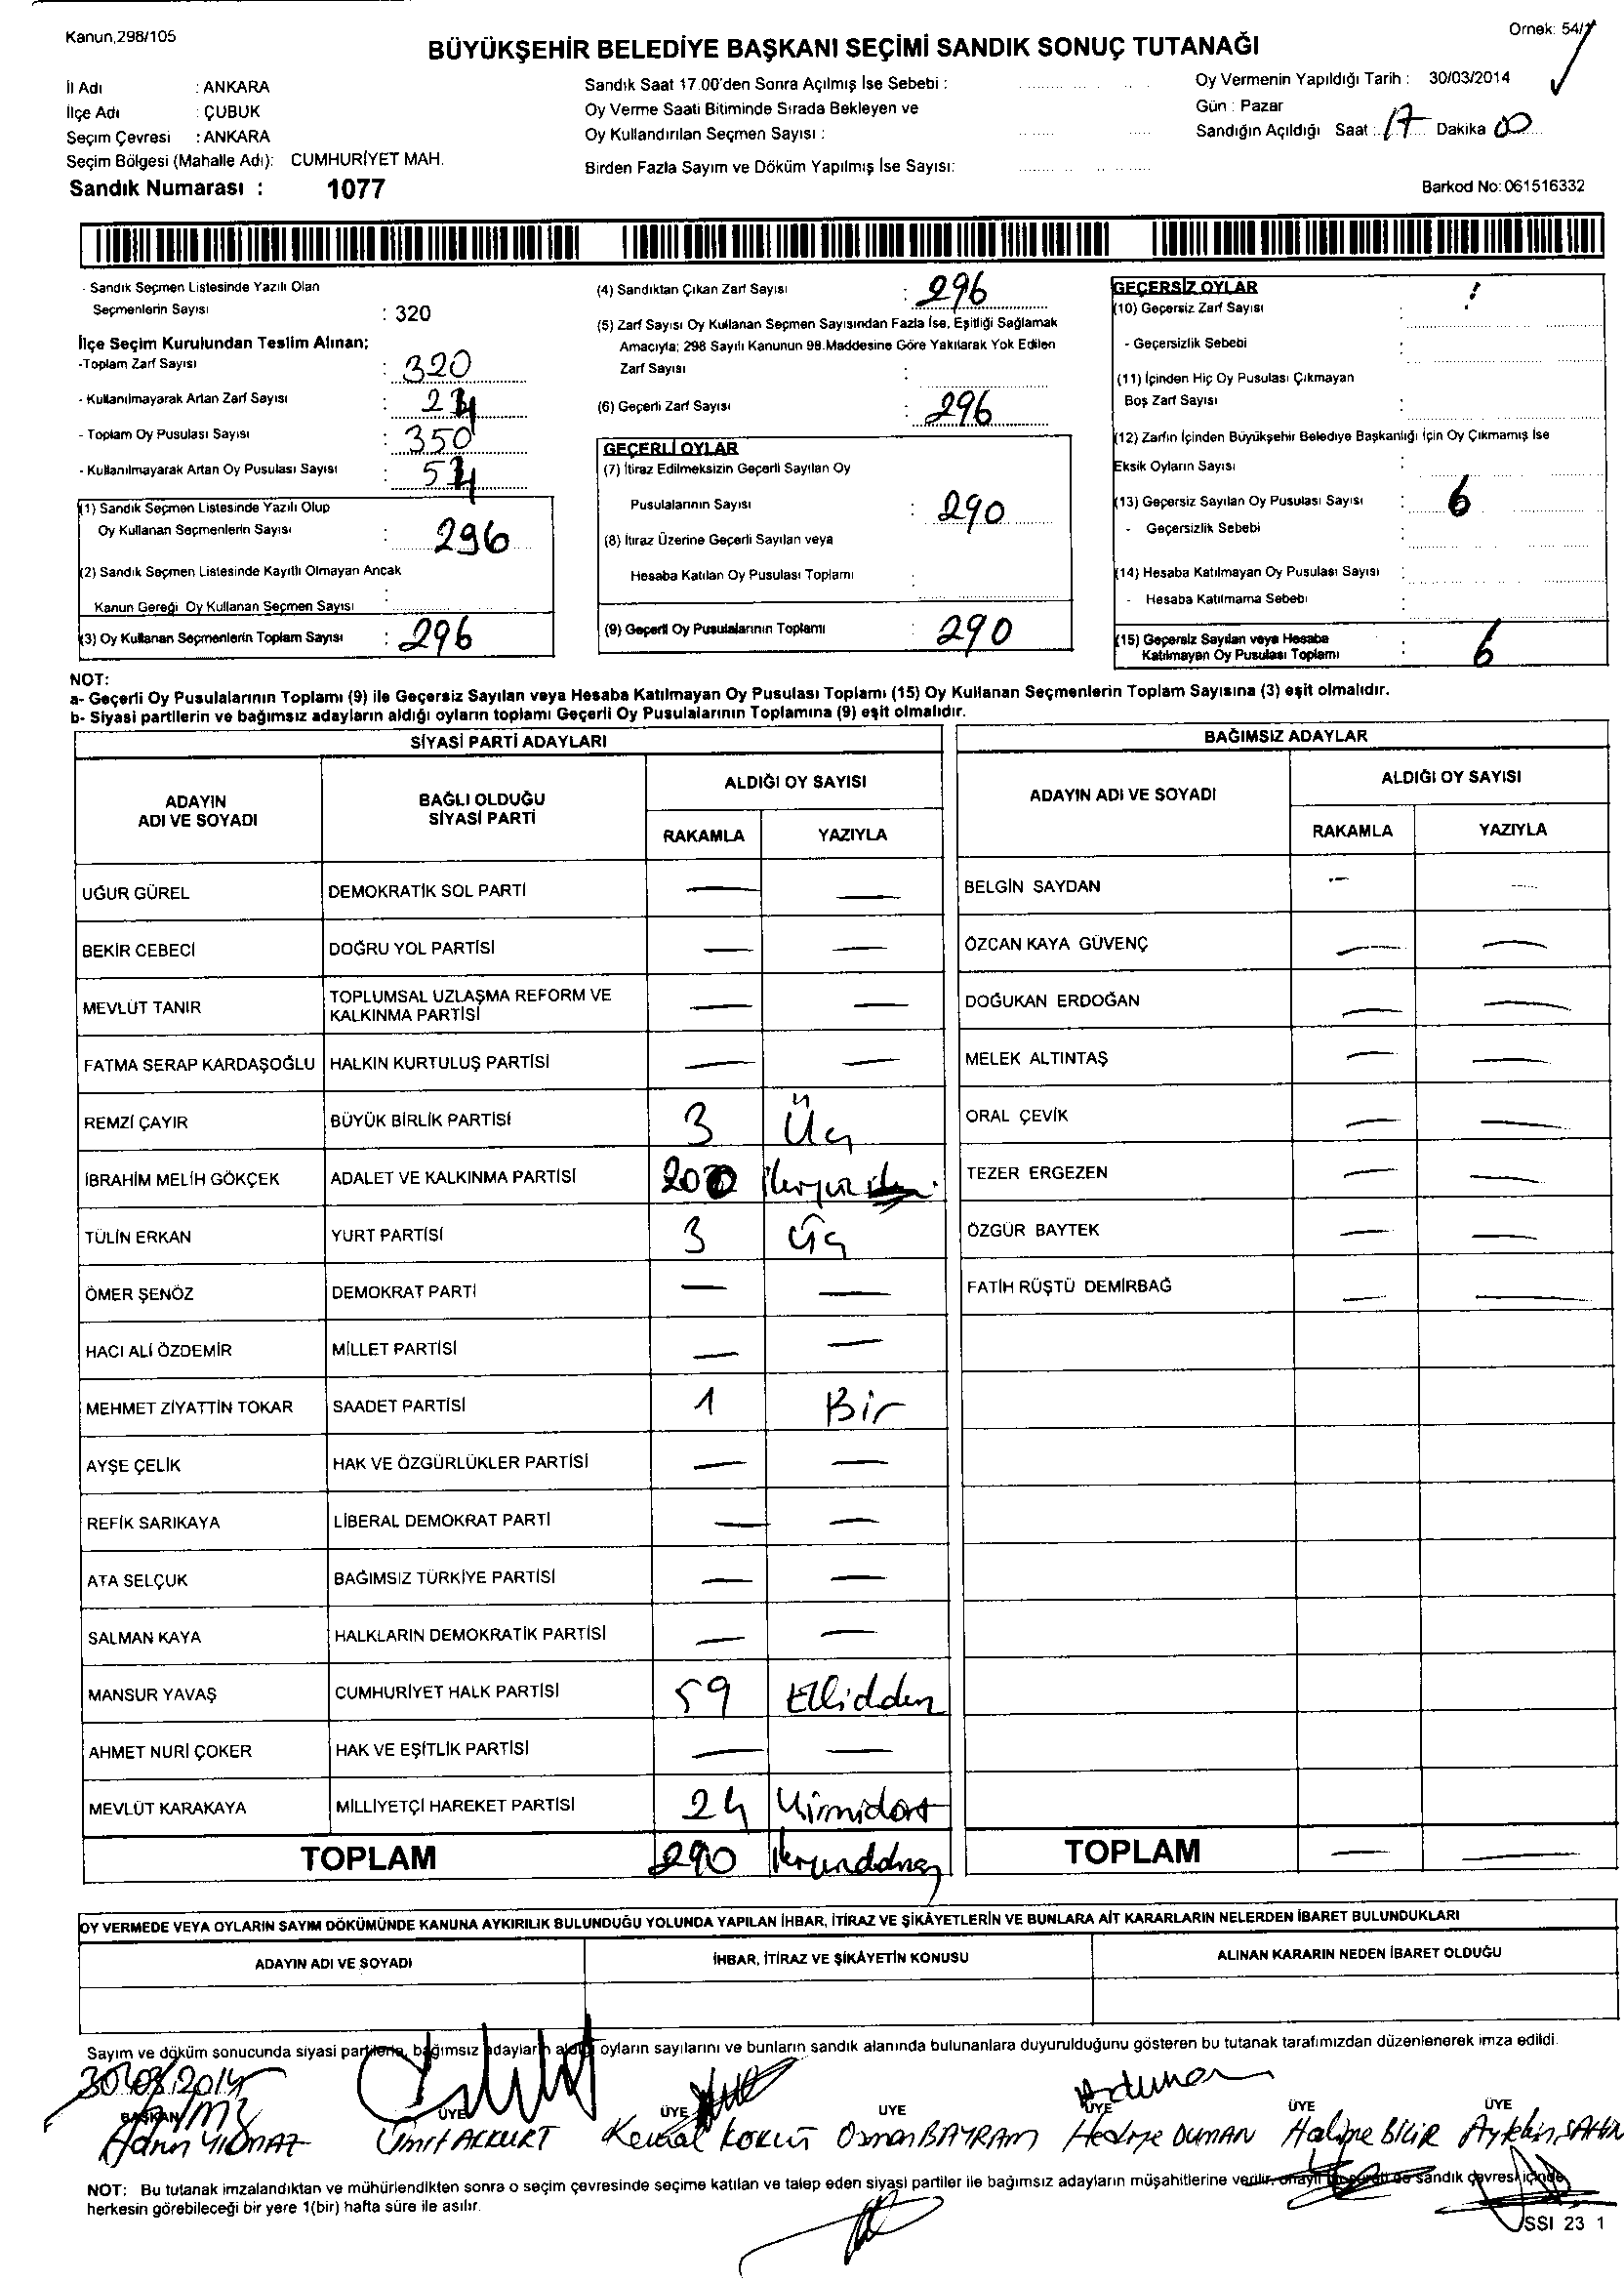 Kanun,298/105
Örnek: 54/1
BÜYÜKŞEHİR BELEDİYE BAŞKANI SEÇİMİ SANDIK SONUÇ TUTANAĞI
İl Adı : ANKARA
İlçe Adı : ÇUBUK
Seçim Çevresi : ANKARA
Seçim Bölgesi (Mahalle Adı): CUMHURİYET MAH.
Sandık Numarası : 1077
Sandık Saat 17.00'den Sonra Açılmış İse Sebebi :
Oy Verme Saati Bitiminde Sırada Bekleyen ve
Oy Kullandırılan Seçmen Sayısı :
Birden Fazla Sayım ve Döküm Yapılmış İse Sayısı:
Oy Vermenin Yapıldığı Tarih : 30/03/2014
Gün : Pazar
Sandığın Açıldığı Saat : 17 Dakika 00
Barkod No: 061516332
- Sandık Seçmen Listesinde Yazılı Olan
Seçmenlerin Sayısı : 320
İlçe Seçim Kurulundan Teslim Alınan;
-Toplam Zarf Sayısı : 320
- Kullanılmayarak Artan Zarf Sayısı : 24
- Toplam Oy Pusulası Sayısı : 350
- Kullanılmayarak Artan Oy Pusulası Sayısı : 54
(1) Sandık Seçmen Listesinde Yazılı Olup
Oy Kullanan Seçmenlerin Sayısı : 296
(2) Sandık Seçmen Listesinde Kayıtlı Olmayan Ancak
Kanun Gereği Oy Kullanan Seçmen Sayısı :
(3) Oy Kullanan Seçmenlerin Toplam Sayısı : 296
(4) Sandıktan Çıkan Zarf Sayısı : 296
(5) Zarf Sayısı Oy Kullanan Seçmen Sayısından Fazla İse, Eşitliği Sağlamak
Amacıyla; 298 Sayılı Kanunun 98.Maddesine Göre Yakılarak Yok Edilen
Zarf Sayısı :
(6) Geçerli Zarf Sayısı : 296
GEÇERLİ OYLAR
(7) İtiraz Edilmeksizin Geçerli Sayılan Oy
Pusulalarının Sayısı : 290
(8) İtiraz Üzerine Geçerli Sayılan veya
Hesaba Katılan Oy Pusulası Toplamı :
(9) Geçerli Oy Pusulalarının Toplamı : 290
GEÇERSİZ OYLAR
(10) Geçersiz Zarf Sayısı :
- Geçersizlik Sebebi :
(11) İçinden Hiç Oy Pusulası Çıkmayan
Boş Zarf Sayısı :
(12) Zarfın İçinden Büyükşehir Belediye Başkanlığı İçin Oy Çıkmamış İse
Eksik Oyların Sayısı :
(13) Geçersiz Sayılan Oy Pusulası Sayısı : 6
- Geçersizlik Sebebi :
(14) Hesaba Katılmayan Oy Pusulası Sayısı :
- Hesaba Katılmama Sebebi :
(15) Geçersiz Sayılan veya Hesaba
Katılmayan Oy Pusulası Toplamı : 6
NOT:
a- Geçerli Oy Pusulalarının Toplamı (9) ile Geçersiz Sayılan veya Hesaba Katılmayan Oy Pusulası Toplamı (15) Oy Kullanan Seçmenlerin Toplam Sayısına (3) eşit olmalıdır.
b- Siyasi partilerin ve bağımsız adayların aldığı oyların toplamı Geçerli Oy Pusulalarının Toplamına (9) eşit olmalıdır.
SİYASİ PARTİ ADAYLARI
ADAYIN ADI VE SOYADI
BAĞLI OLDUĞU SİYASİ PARTİ
ALDIĞI OY SAYISI
RAKAMLA YAZIYLA
UĞUR GÜREL DEMOKRATİK SOL PARTİ — —
BEKİR CEBECİ DOĞRU YOL PARTİSİ — —
MEVLÜT TANIR TOPLUMSAL UZLAŞMA REFORM VE KALKINMA PARTİSİ — —
FATMA SERAP KARDAŞOĞLU HALKIN KURTULUŞ PARTİSİ — —
REMZİ ÇAYIR BÜYÜK BİRLİK PARTİSİ 3 Üç
İBRAHİM MELİH GÖKÇEK ADALET VE KALKINMA PARTİSİ 200
TÜLİN ERKAN YURT PARTİSİ 3 Üç
ÖMER ŞENÖZ DEMOKRAT PARTİ — —
HACI ALİ ÖZDEMİR MİLLET PARTİSİ — —
MEHMET ZİYATTİN TOKAR SAADET PARTİSİ 1 Bir
AYŞE ÇELİK HAK VE ÖZGÜRLÜKLER PARTİSİ — —
REFİK SARIKAYA LİBERAL DEMOKRAT PARTİ — —
ATA SELÇUK BAĞIMSIZ TÜRKİYE PARTİSİ — —
SALMAN KAYA HALKLARIN DEMOKRATİK PARTİSİ — —
MANSUR YAVAŞ CUMHURİYET HALK PARTİSİ 59
AHMET NURİ ÇOKER HAK VE EŞİTLİK PARTİSİ — —
MEVLÜT KARAKAYA MİLLİYETÇİ HAREKET PARTİSİ 24
TOPLAM 290
BAĞIMSIZ ADAYLAR
ADAYIN ADI VE SOYADI
ALDIĞI OY SAYISI
RAKAMLA YAZIYLA
BELGİN SAYDAN — —
ÖZCAN KAYA GÜVENÇ — —
DOĞUKAN ERDOĞAN — —
MELEK ALTINTAŞ — —
ORAL ÇEVİK — —
TEZER ERGEZEN — —
ÖZGÜR BAYTEK — —
FATİH RÜŞTÜ DEMİRBAĞ — —
TOPLAM — —
OY VERMEDE VEYA OYLARIN SAYIM DÖKÜMÜNDE KANUNA AYKIRILIK BULUNDUĞU YOLUNDA YAPILAN İHBAR, İTİRAZ VE ŞİKÂYETLERİN VE BUNLARA AİT KARARLARIN NELERDEN İBARET BULUNDUKLARI
ADAYIN ADI VE SOYADI İHBAR, İTİRAZ VE ŞİKÂYETİN KONUSU ALINAN KARARIN NEDEN İBARET OLDUĞU
Sayım ve döküm sonucunda siyasi partilerle, bağımsız adayların aldığı oyların sayılarını ve bunların sandık alanında bulunanlara duyurulduğunu gösteren bu tutanak tarafımızdan düzenlenerek imza edildi.
30/03/2014
BAŞKAN ÜYE ÜYE ÜYE ÜYE ÜYE ÜYE
YILMAZ Ümit AKKURT Kemal Osman BAYRAM Hediye DUMAN Halime BİLİR Aytekin ŞAHİN
NOT: Bu tutanak imzalandıktan ve mühürlendikten sonra o seçim çevresinde seçime katılan ve talep eden siyasi partiler ile bağımsız adayların müşahitlerine verilir, onaylı bir sureti de sandık çevresi içinde
herkesin görebileceği bir yere 1(bir) hafta süre ile asılır.
SSI 23 1